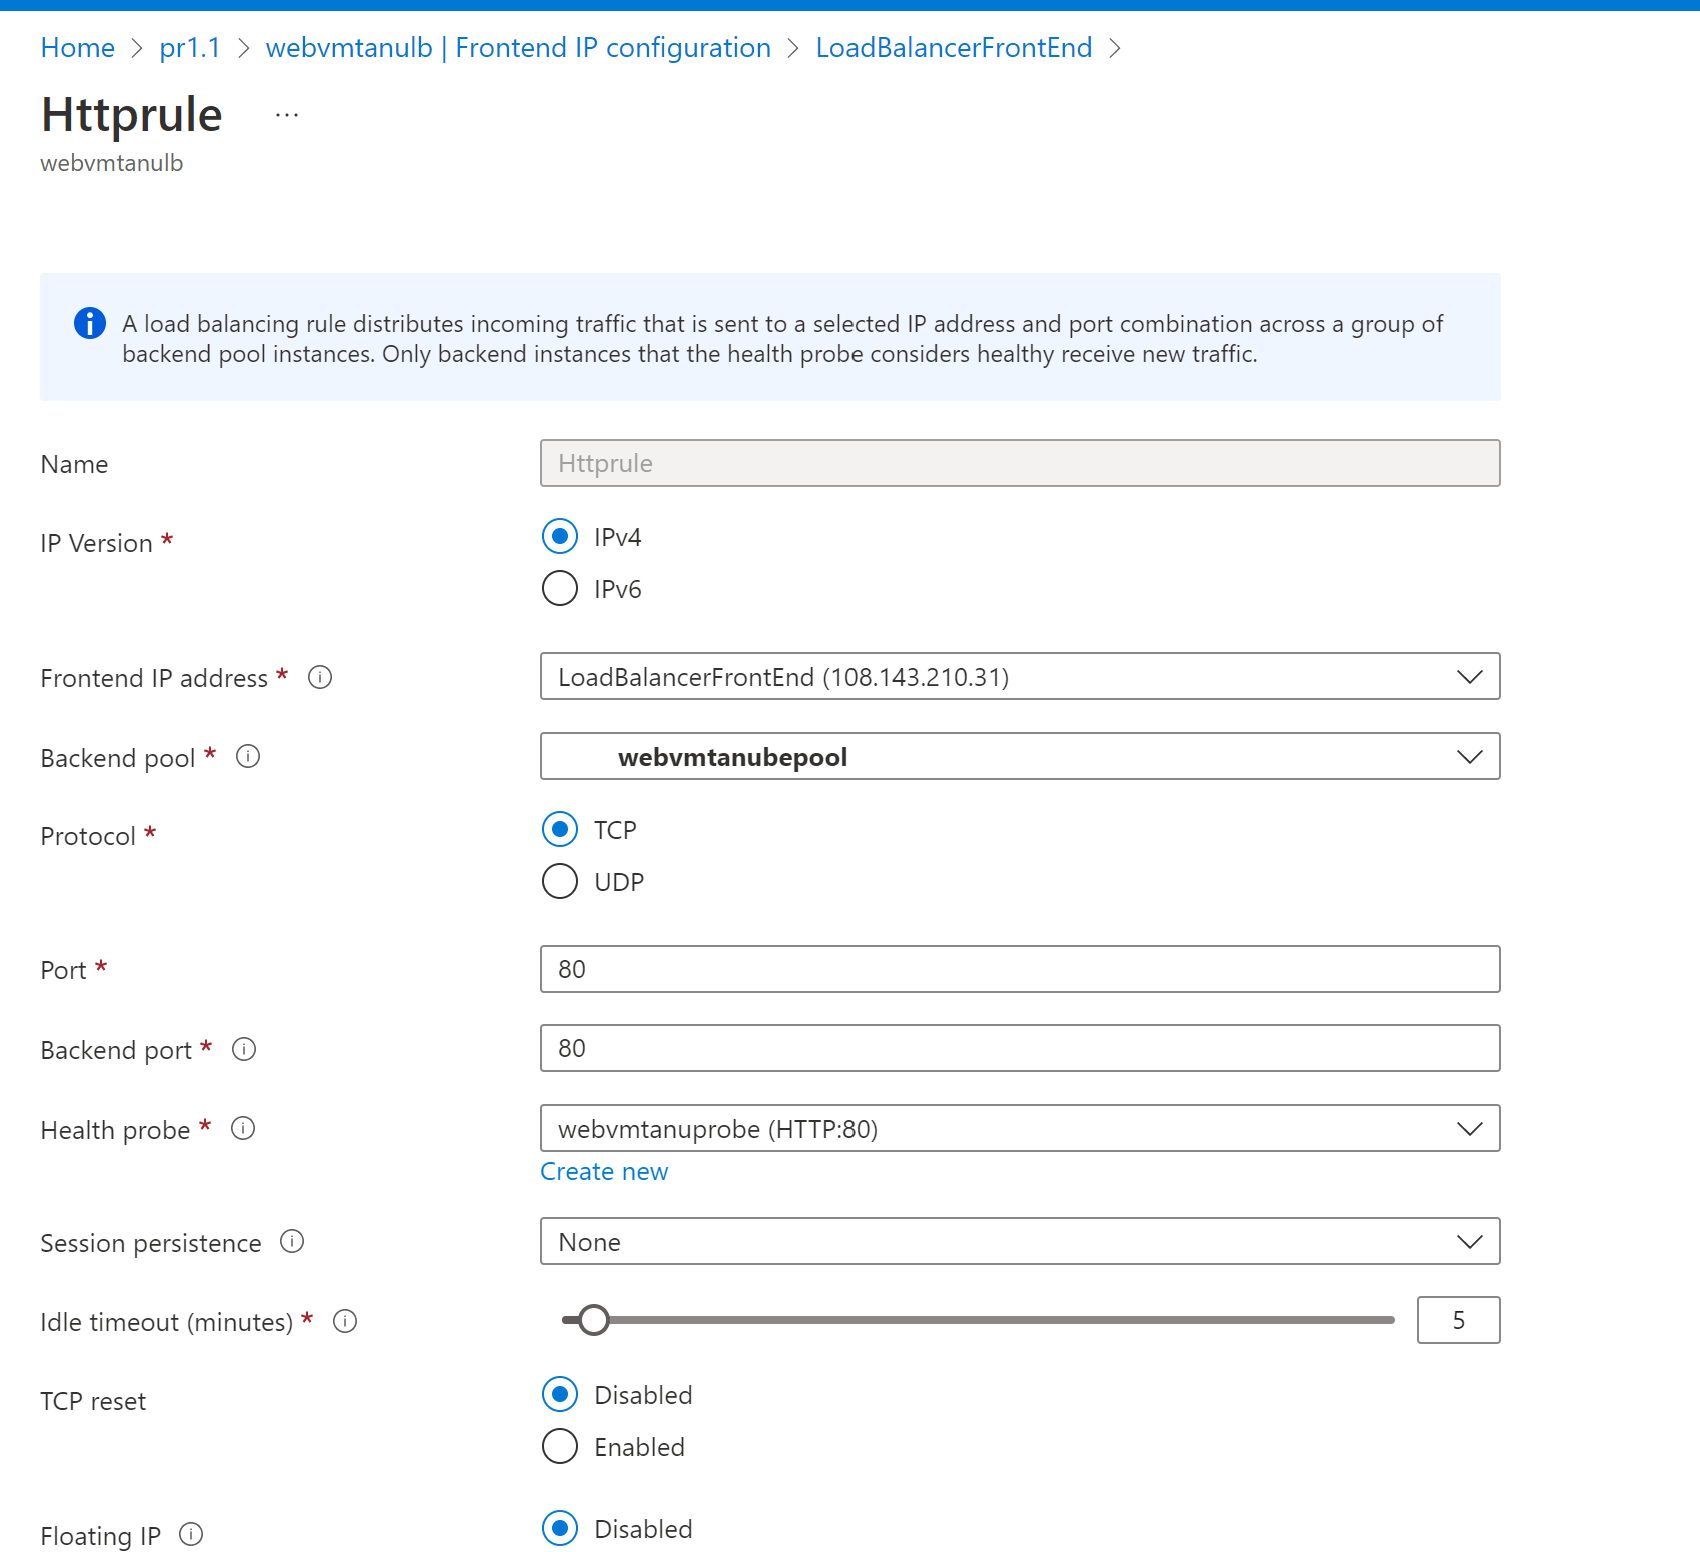 Home > pr1.1 > webvmtanulb | Frontend IP configuration > LoadBalancerFrontEnd >
Httprule ...
webvmtanulb
A load balancing rule distributes incoming traffic that is sent to a selected IP address and port combination across a group of
backend pool instances. Only backend instances that the health probe considers healthy receive new traffic.
Name
Httprule
IP Version *
IPv4
IPv6
Frontend IP address *
LoadBalancerFrontEnd (108.143.210.31)
Backend pool *
webvmtanubepool
Protocol *
TCP
UDP
Port *
80
Backend port *
80
Health probe *
webvmtanuprobe (HTTP:80)
Create new
Session persistence
None
Idle timeout (minutes) *
5
TCP reset
Disabled
Enabled
Floating IP
Disabled